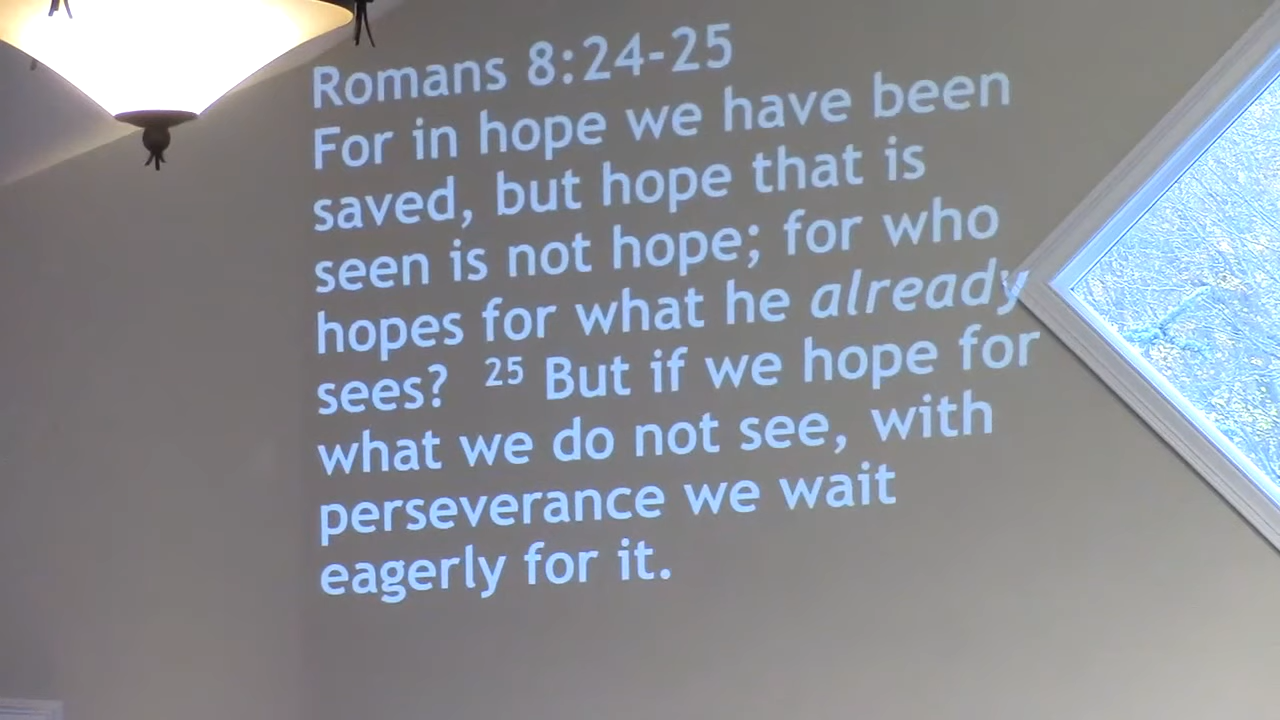 Romans 8:24-25
For in hope we have been
saved, but hope that is
seen is not hope; for who
hopes for what he already
sees? 25 But if we hope for
what we do not see, with
perseverance we wait
eagerly for it.